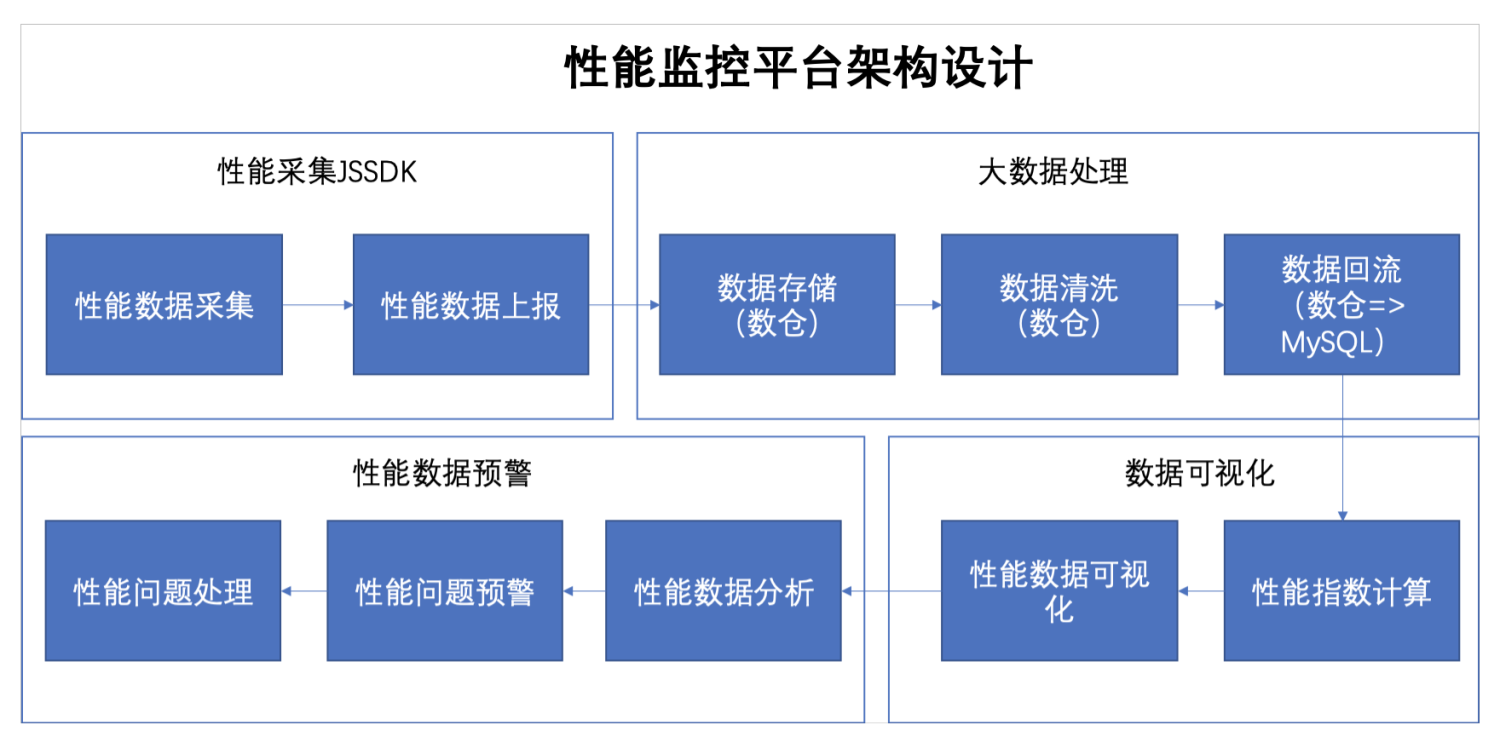 性能监控平台架构设计
性能采集JSSDK
性能数据采集
性能数据上报
大数据处理
数据存储
（数仓）
数据清洗
（数仓）
数据回流
（数仓=>
MySQL）
数据可视化
性能指数计算
性能数据可视
化
性能数据预警
性能数据分析
性能问题预警
性能问题处理